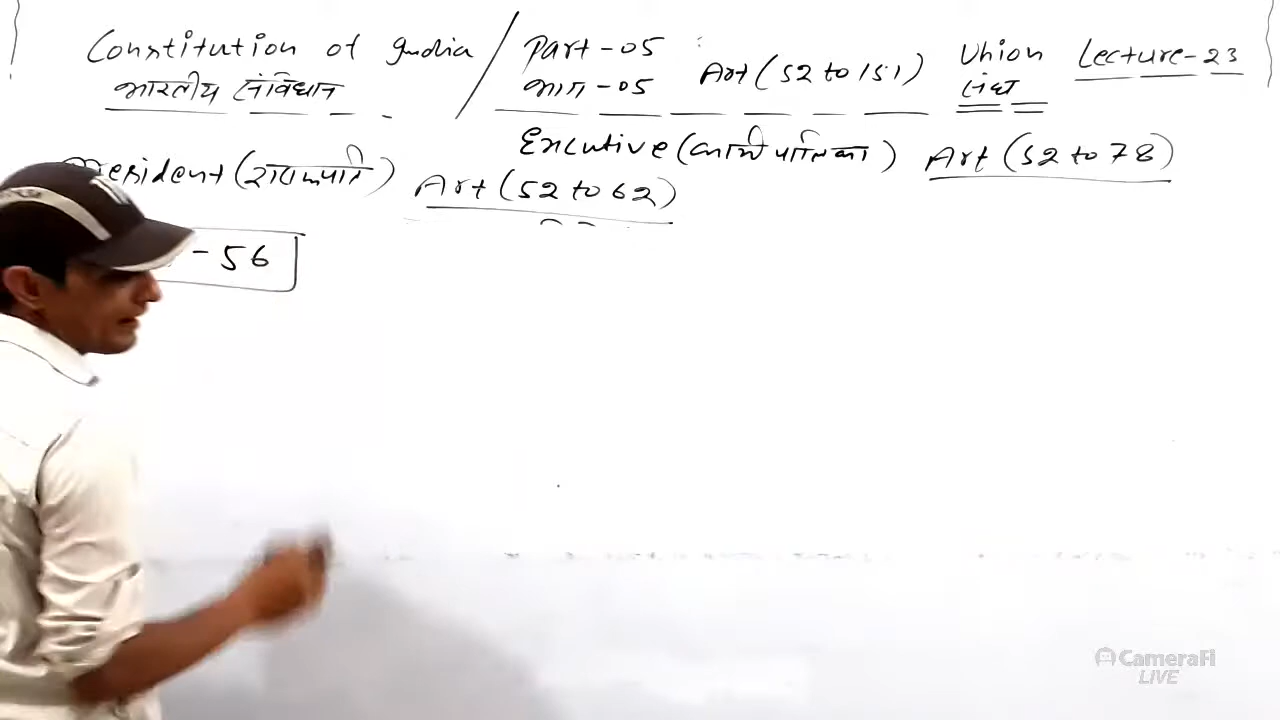 Constitution of India / Part-05 Art (52 to 151) Union Lecture-23
भारतीय संविधान / भाग-05 संघ
Executive (कार्यपालिका) Art (52 to 78)
resident (राष्ट्रपति) Art (52 to 62)
-56
CameraFi
LIVE